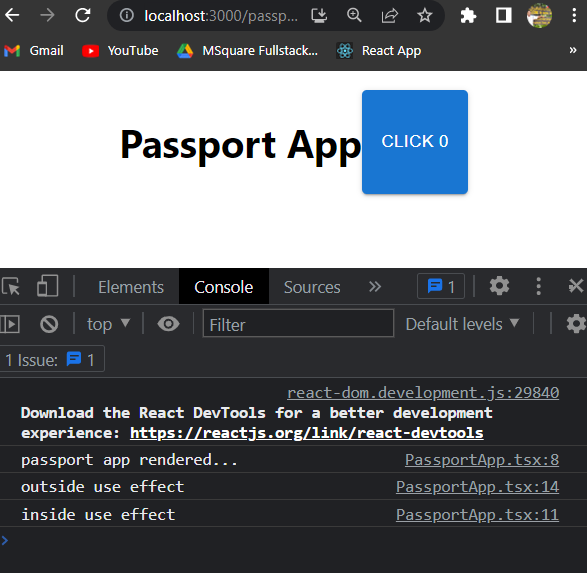 localhost:3000/passp...
Gmail YouTube MSquare Fullstack... React App »
Passport App CLICK 0
Elements Console Sources » 1
top ▼ Filter Default levels ▼
1 Issue: 1
react-dom.development.js:29840
Download the React DevTools for a better development
experience: https://reactjs.org/link/react-devtools
passport app rendered... PassportApp.tsx:8
outside use effect PassportApp.tsx:14
inside use effect PassportApp.tsx:11